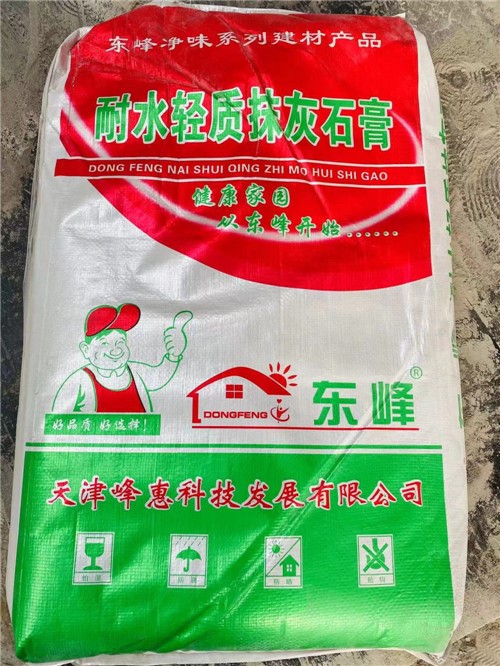 东峰净味系列建材产品
耐水轻质抹灰石膏
DONG FENG NAI SHUI QING ZHI MO HUI SHI GAO
健康家园
从东峰开始......
好品质 好选择!
DONGFENG
东峰®
天津峰惠科技发展有限公司
防晒